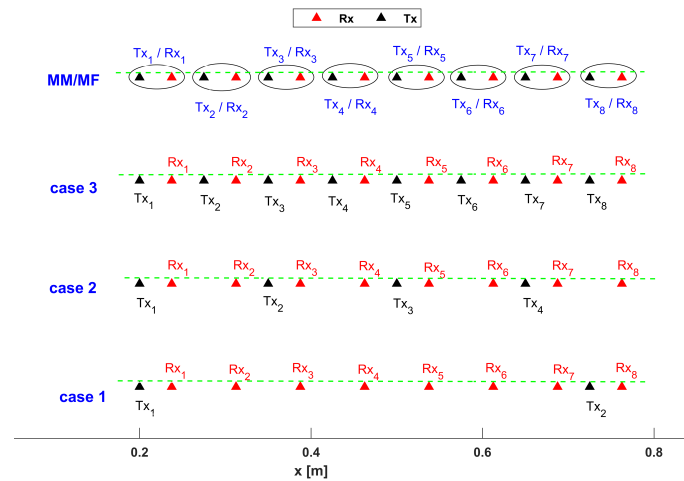 Rx Tx
Tx1 / Rx1 Tx3 / Rx3 Tx5 / Rx5 Tx7 / Rx7
MM/MF
Tx2 / Rx2 Tx4 / Rx4 Tx6 / Rx6 Tx8 / Rx8
Rx1 Rx2 Rx3 Rx4 Rx5 Rx6 Rx7 Rx8
case 3
Tx1 Tx2 Tx3 Tx4 Tx5 Tx6 Tx7 Tx8
Rx1 Rx2 Rx3 Rx4 Rx5 Rx6 Rx7 Rx8
case 2
Tx1 Tx2 Tx3 Tx4
Rx1 Rx2 Rx3 Rx4 Rx5 Rx6 Rx7 Rx8
case 1
Tx1 Tx2
0.2 0.4 0.6 0.8
x [m]